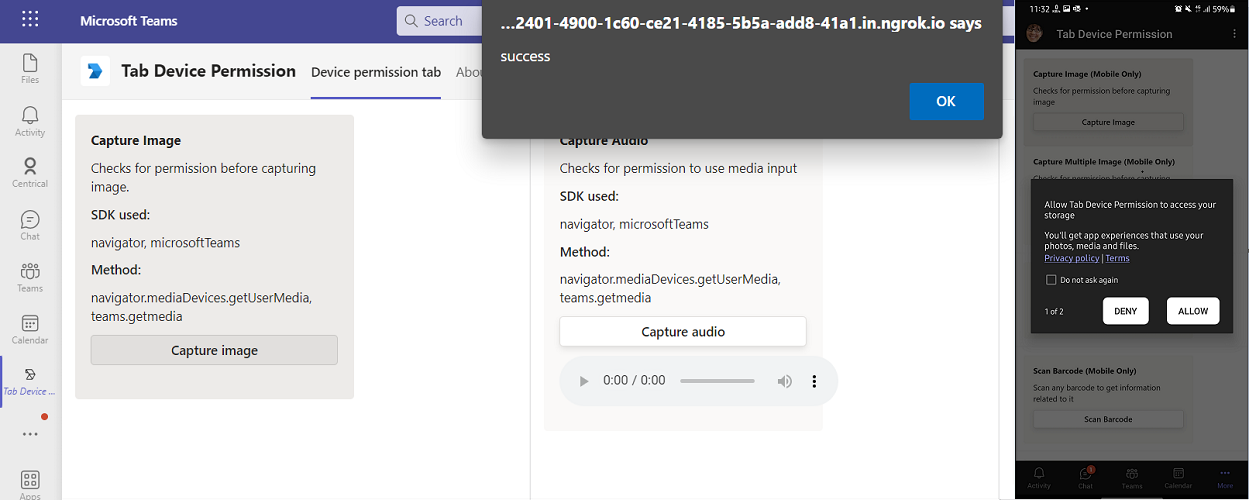 Microsoft Teams
Search
...2401-4900-1c60-ce21-4185-5b5a-add8-41a1.in.ngrok.io says
success
OK
Files
Activity
Centrical
Chat
Teams
Calendar
Tab Device ...
Apps
Tab Device Permission
Device permission tab
Abou
Capture Image
Checks for permission before capturing
image.
SDK used:
navigator, microsoftTeams
Method:
navigator.mediaDevices.getUserMedia,
teams.getmedia
Capture image
Capture Audio
Checks for permission to use media input
SDK used:
navigator, microsoftTeams
Method:
navigator.mediaDevices.getUserMedia,
teams.getmedia
Capture audio
0:00 / 0:00
11:32
59%
Tab Device Permission
Capture Image (Mobile Only)
Checks for permission before capturing
image
Capture Image
Capture Multiple Image (Mobile Only)
Checks for permission before capturing
Allow Tab Device Permission to access your
storage
You'll get app experiences that use your
photos, media and files.
Privacy policy | Terms
Do not ask again
1 of 2
DENY
ALLOW
Scan Barcode (Mobile Only)
Scan any barcode to get information
related to it
Scan Barcode
Activity
Chat
Teams
Calendar
More